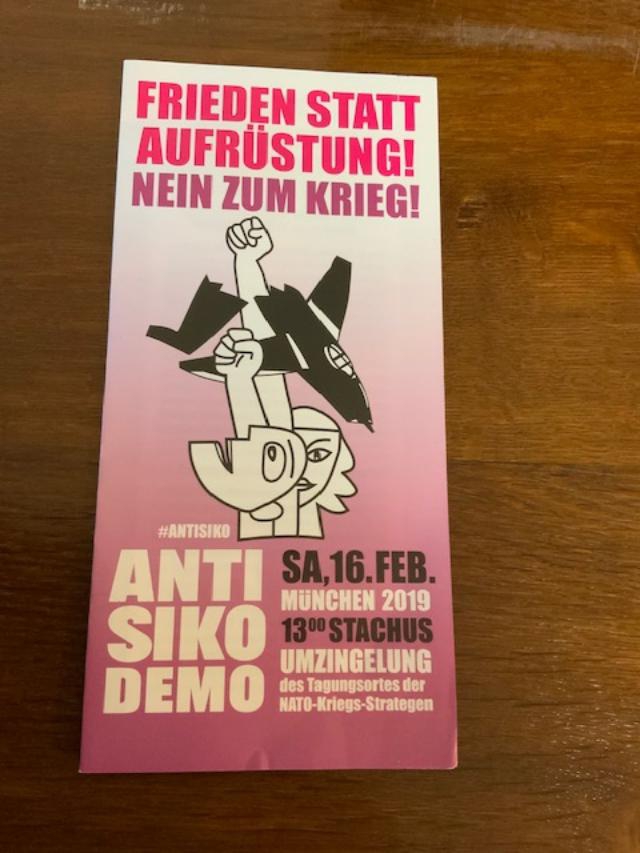 FRIEDEN STATT
AUFRÜSTUNG!
NEIN ZUM KRIEG!
#ANTISIKO
ANTI
SIKO
DEMO
SA, 16. FEB.
MÜNCHEN 2019
13⁰⁰ STACHUS
UMZINGELUNG
des Tagungsortes der
NATO-Kriegs-Strategen